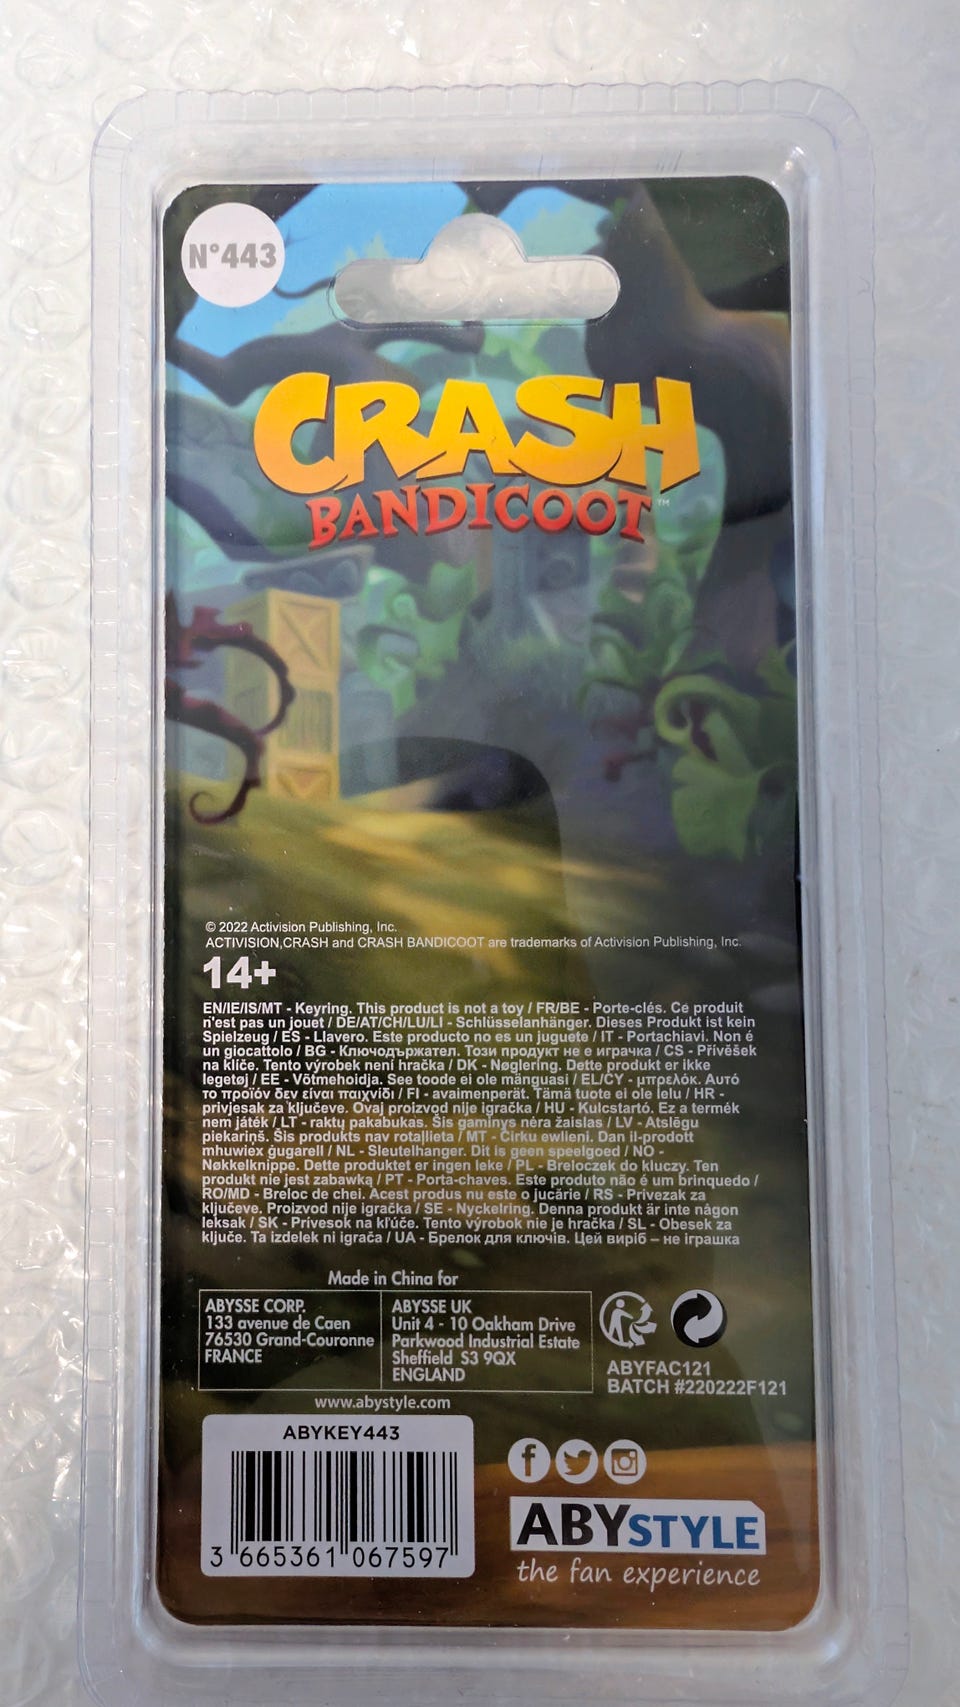 N°443
CRASH
BANDICOOT™
© 2022 Activision Publishing, Inc.
ACTIVISION,CRASH and CRASH BANDICOOT are trademarks of Activision Publishing, Inc.
14+
EN/IE/IS/MT - Keyring. This product is not a toy / FR/BE - Porte-clés. Ce produit
n'est pas un jouet / DE/AT/CH/LU/LI - Schlüsselanhänger. Dieses Produkt ist kein
Spielzeug / ES - Llavero. Este producto no es un juguete / IT - Portachiavi. Non é
un giocattolo / BG - Ключодържател. Този продукт не е играчка / CS - Přívěšek
na klíče. Tento výrobek není hračka / DK - Nøglering. Dette produkt er ikke
legetøj / EE - Võtmehoidja. See toode ei ole mänguasi / EL/CY - μπρελόκ. Αυτό
το προϊόν δεν είναι παιχνίδι / FI - avaimenperät. Tämä tuote ei ole lelu / HR -
privjesak za ključeve. Ovaj proizvod nije igračka / HU - Kulcstartó. Ez a termék
nem játék / LT - raktų pakabukas. Šis gaminys nėra žaislas / LV - Atslēgu
piekariņš. Šis produkts nav rotaļlieta / MT - Ċirku ewlieni. Dan il-prodott
mhuwiex ġugarell / NL - Sleutelhanger. Dit is geen speelgoed / NO -
Nøkkelknippe. Dette produktet er ingen leke / PL - Breloczek do kluczy. Ten
produkt nie jest zabawką / PT - Porta-chaves. Este produto não é um brinquedo /
RO/MD - Breloc de chei. Acest produs nu este o jucărie / RS - Privezak za
ključeve. Proizvod nije igračka / SE - Nyckelring. Denna produkt är inte någon
leksak / SK - Prívesok na kľúče. Tento výrobok nie je hračka / SL - Obesek za
ključe. Ta izdelek ni igrača / UA - Брелок для ключів. Цей виріб – не іграшка
Made in China for
ABYSSE CORP.
133 avenue de Caen
76530 Grand-Couronne
FRANCE
ABYSSE UK
Unit 4 - 10 Oakham Drive
Parkwood Industrial Estate
Sheffield S3 9QX
ENGLAND
ABYFAC121
BATCH #220222F121
www.abystyle.com
ABYKEY443
3 665361 067597
ABYSTYLE
the fan experience